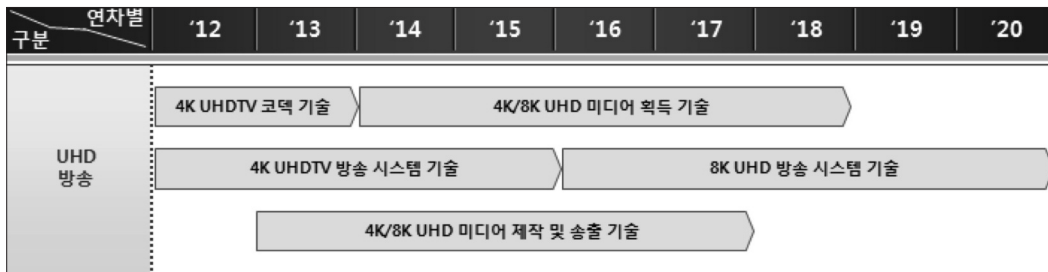 연차별
구분
‘12 ‘13 ‘14 ‘15 ‘16 ‘17 ‘18 ‘19 ‘20
4K UHDTV 코덱 기술 4K/8K UHD 미디어 획득 기술
UHD
방송
4K UHDTV 방송 시스템 기술 8K UHD 방송 시스템 기술
4K/8K UHD 미디어 제작 및 송출 기술